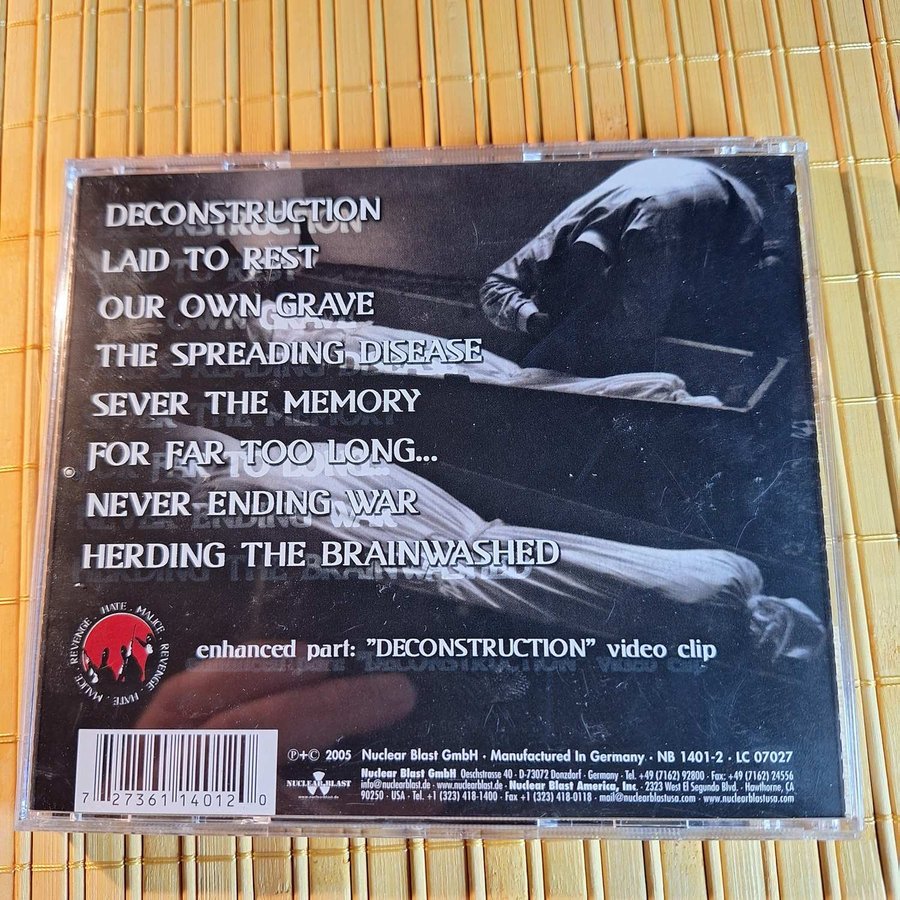 DECONSTRUCTION
LAID TO REST
OUR OWN GRAVE
THE SPREADING DISEASE
SEVER THE MEMORY
FOR FAR TOO LONG...
NEVER ENDING WAR
HERDING THE BRAINWASHED
REVENGE · HATE · MALICE · REVENGE · HATE · MALICE ·
enhanced part: "DECONSTRUCTION" video clip
7 27361 14012 0
NUCLEAR BLAST
www.nuclearblast.de
℗+© 2005 Nuclear Blast GmbH · Manufactured In Germany · NB 1401-2 · LC 07027
Nuclear Blast GmbH Oeschstrasse 40 · D-73072 Donzdorf · Germany · Tel. +49 (7162) 92800 · Fax: +49 (7162) 24556
info@nuclearblast.de · www.nuclearblast.de · Nuclear Blast America, Inc. · 2323 West El Segundo Blvd. · Hawthorne, CA
90250 · USA · Tel. +1 (323) 418-1400 · Fax +1 (323) 418-0118 · mail@nuclearblastusa.com · www.nuclearblastusa.com